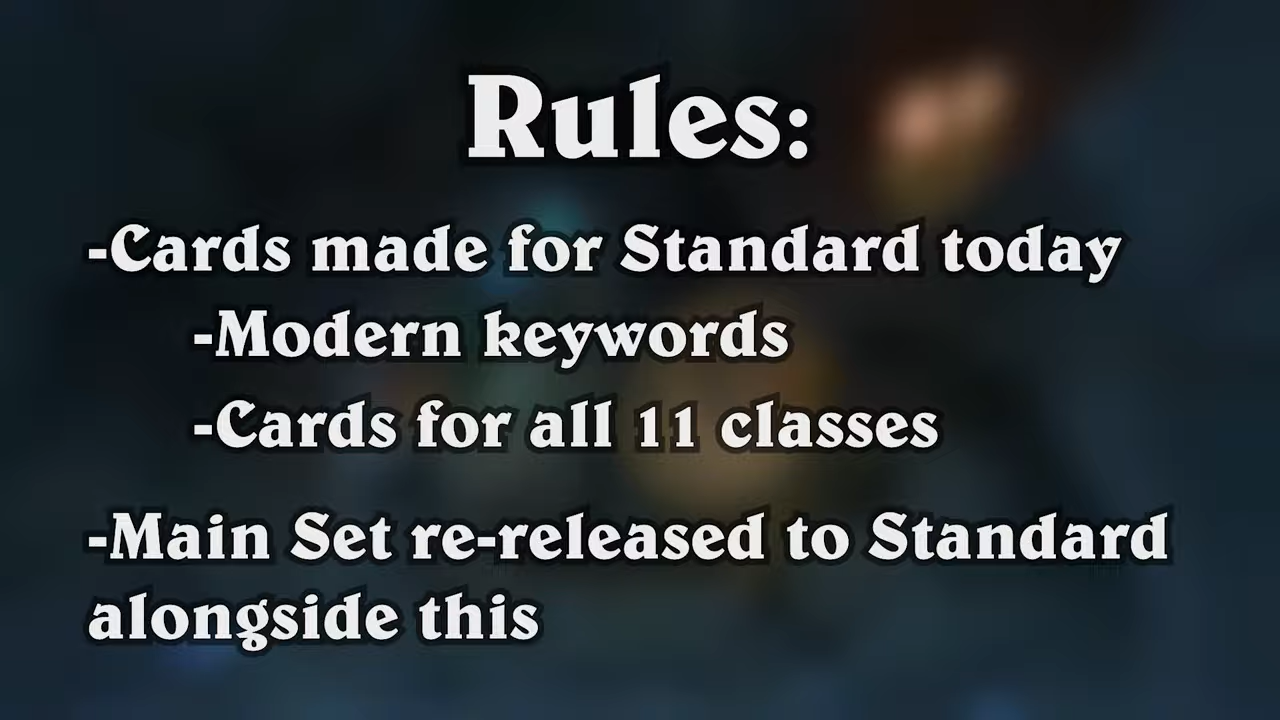 Rules:
-Cards made for Standard today
-Modern keywords
-Cards for all 11 classes
-Main Set re-released to Standard
alongside this